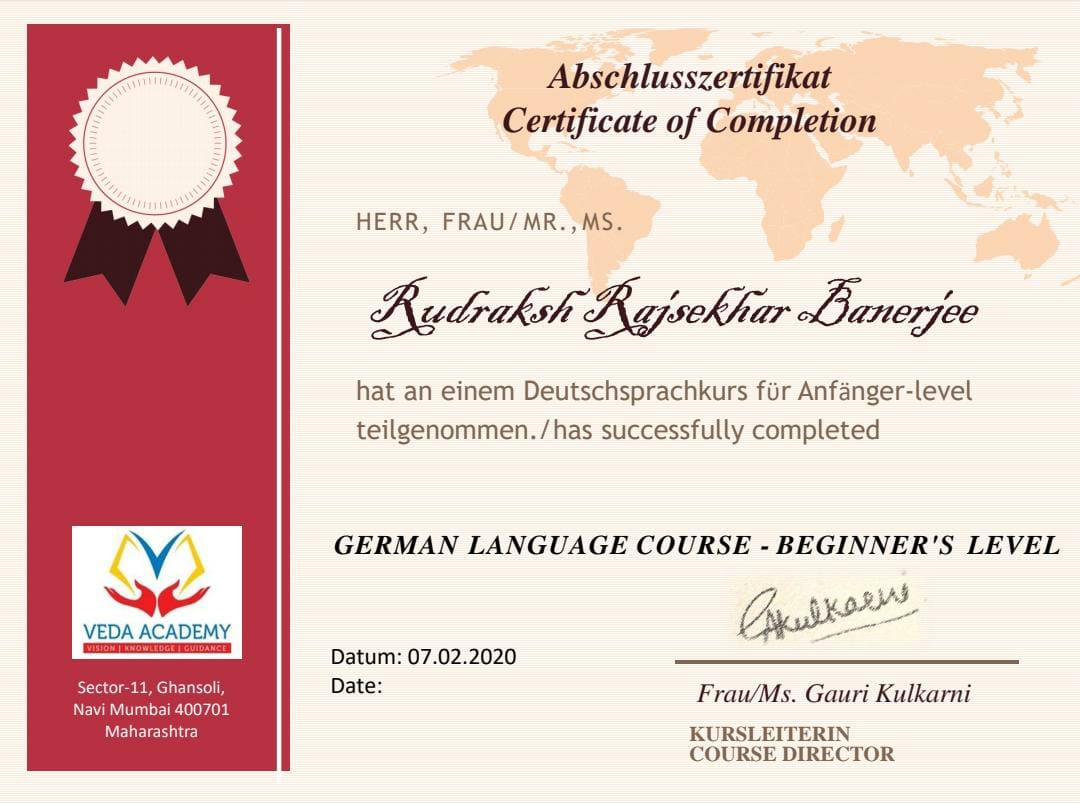 Abschlusszertifikat
Certificate of Completion
HERR, FRAU/MR.,MS.
Rudraksh Rajsekhar Banerjee
hat an einem Deutschsprachkurs für Anfänger-level
teilgenommen./has successfully completed
GERMAN LANGUAGE COURSE - BEGINNER'S LEVEL
GAKulkarni
Datum: 07.02.2020
Date:
Frau/Ms. Gauri Kulkarni
KURSLEITERIN
COURSE DIRECTOR
VEDA ACADEMY
VISION | KNOWLEDGE | GUIDANCE
Sector-11, Ghansoli,
Navi Mumbai 400701
Maharashtra